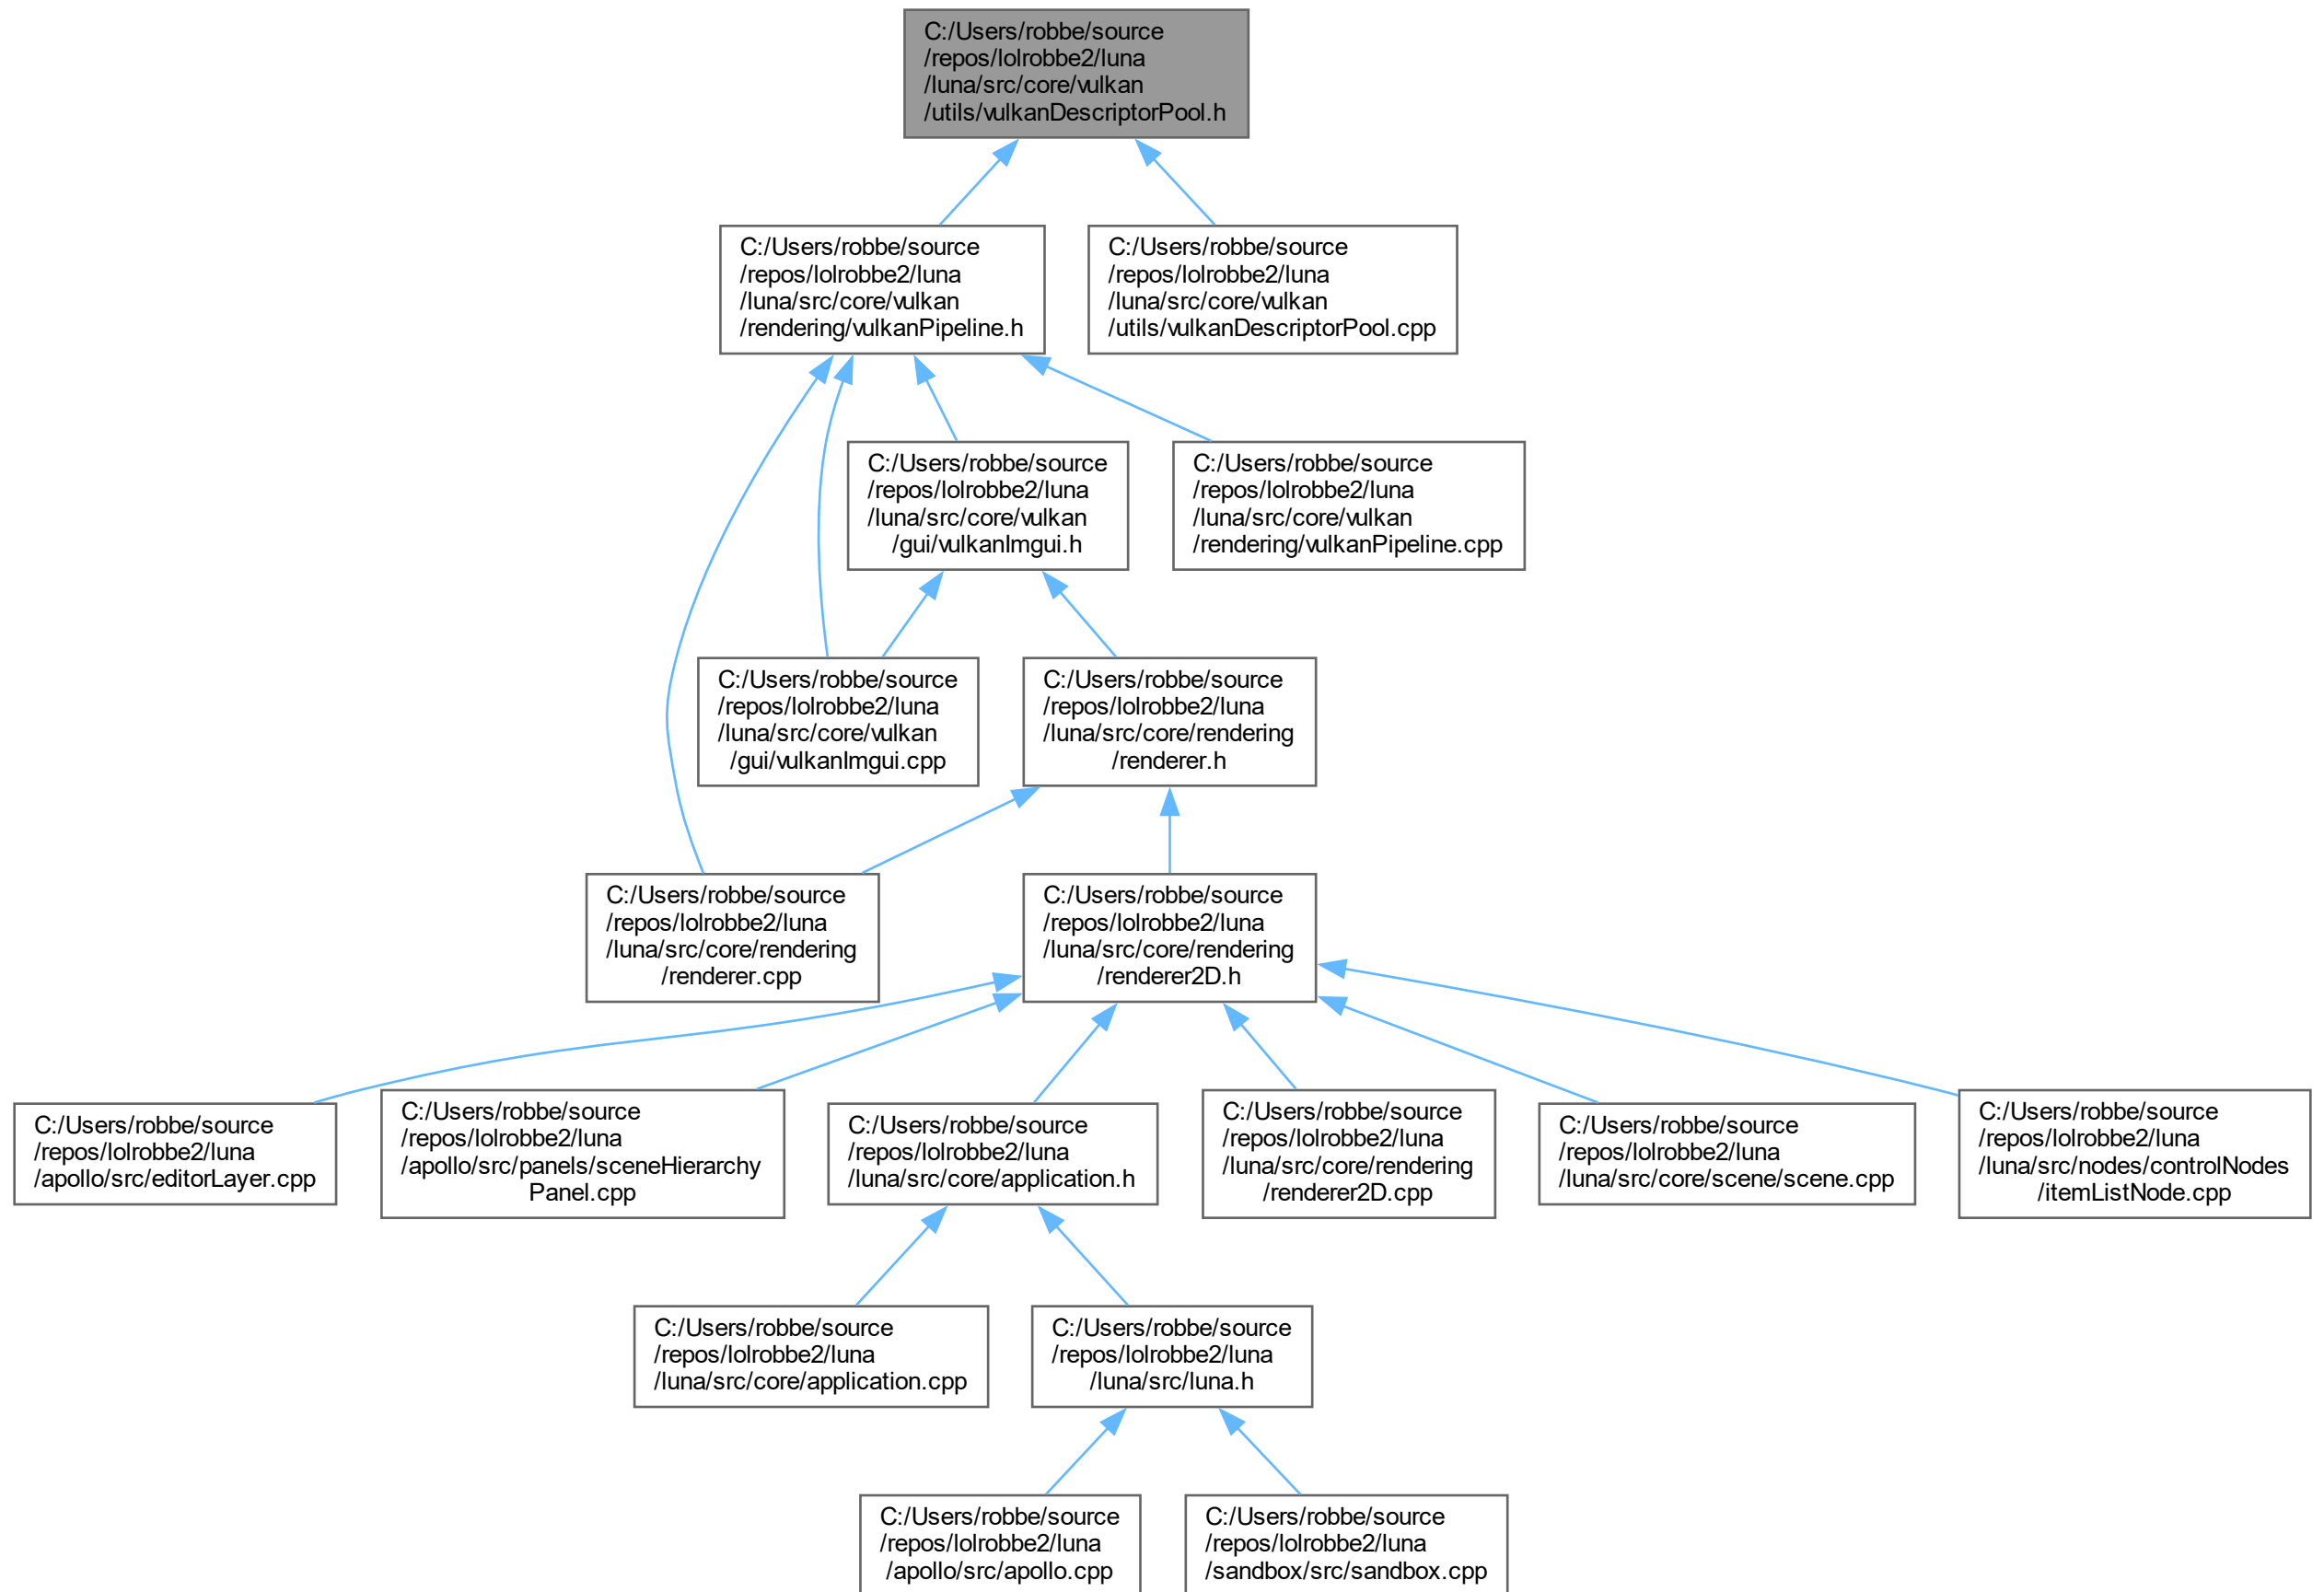 C:/Users/robbe/source
/repos/lolrobbe2/luna
/luna/src/core/vulkan
/utils/vulkanDescriptorPool.h
C:/Users/robbe/source
/repos/lolrobbe2/luna
/luna/src/core/vulkan
/rendering/vulkanPipeline.h
C:/Users/robbe/source
/repos/lolrobbe2/luna
/luna/src/core/vulkan
/utils/vulkanDescriptorPool.cpp
C:/Users/robbe/source
/repos/lolrobbe2/luna
/luna/src/core/vulkan
/gui/vulkanImgui.h
C:/Users/robbe/source
/repos/lolrobbe2/luna
/luna/src/core/vulkan
/rendering/vulkanPipeline.cpp
C:/Users/robbe/source
/repos/lolrobbe2/luna
/luna/src/core/vulkan
/gui/vulkanImgui.cpp
C:/Users/robbe/source
/repos/lolrobbe2/luna
/luna/src/core/rendering
/renderer.h
C:/Users/robbe/source
/repos/lolrobbe2/luna
/luna/src/core/rendering
/renderer.cpp
C:/Users/robbe/source
/repos/lolrobbe2/luna
/luna/src/core/rendering
/renderer2D.h
C:/Users/robbe/source
/repos/lolrobbe2/luna
/apollo/src/editorLayer.cpp
C:/Users/robbe/source
/repos/lolrobbe2/luna
/apollo/src/panels/sceneHierarchy
Panel.cpp
C:/Users/robbe/source
/repos/lolrobbe2/luna
/luna/src/core/application.h
C:/Users/robbe/source
/repos/lolrobbe2/luna
/luna/src/core/rendering
/renderer2D.cpp
C:/Users/robbe/source
/repos/lolrobbe2/luna
/luna/src/core/scene/scene.cpp
C:/Users/robbe/source
/repos/lolrobbe2/luna
/luna/src/nodes/controlNodes
/itemListNode.cpp
C:/Users/robbe/source
/repos/lolrobbe2/luna
/luna/src/core/application.cpp
C:/Users/robbe/source
/repos/lolrobbe2/luna
/luna/src/luna.h
C:/Users/robbe/source
/repos/lolrobbe2/luna
/apollo/src/apollo.cpp
C:/Users/robbe/source
/repos/lolrobbe2/luna
/sandbox/src/sandbox.cpp